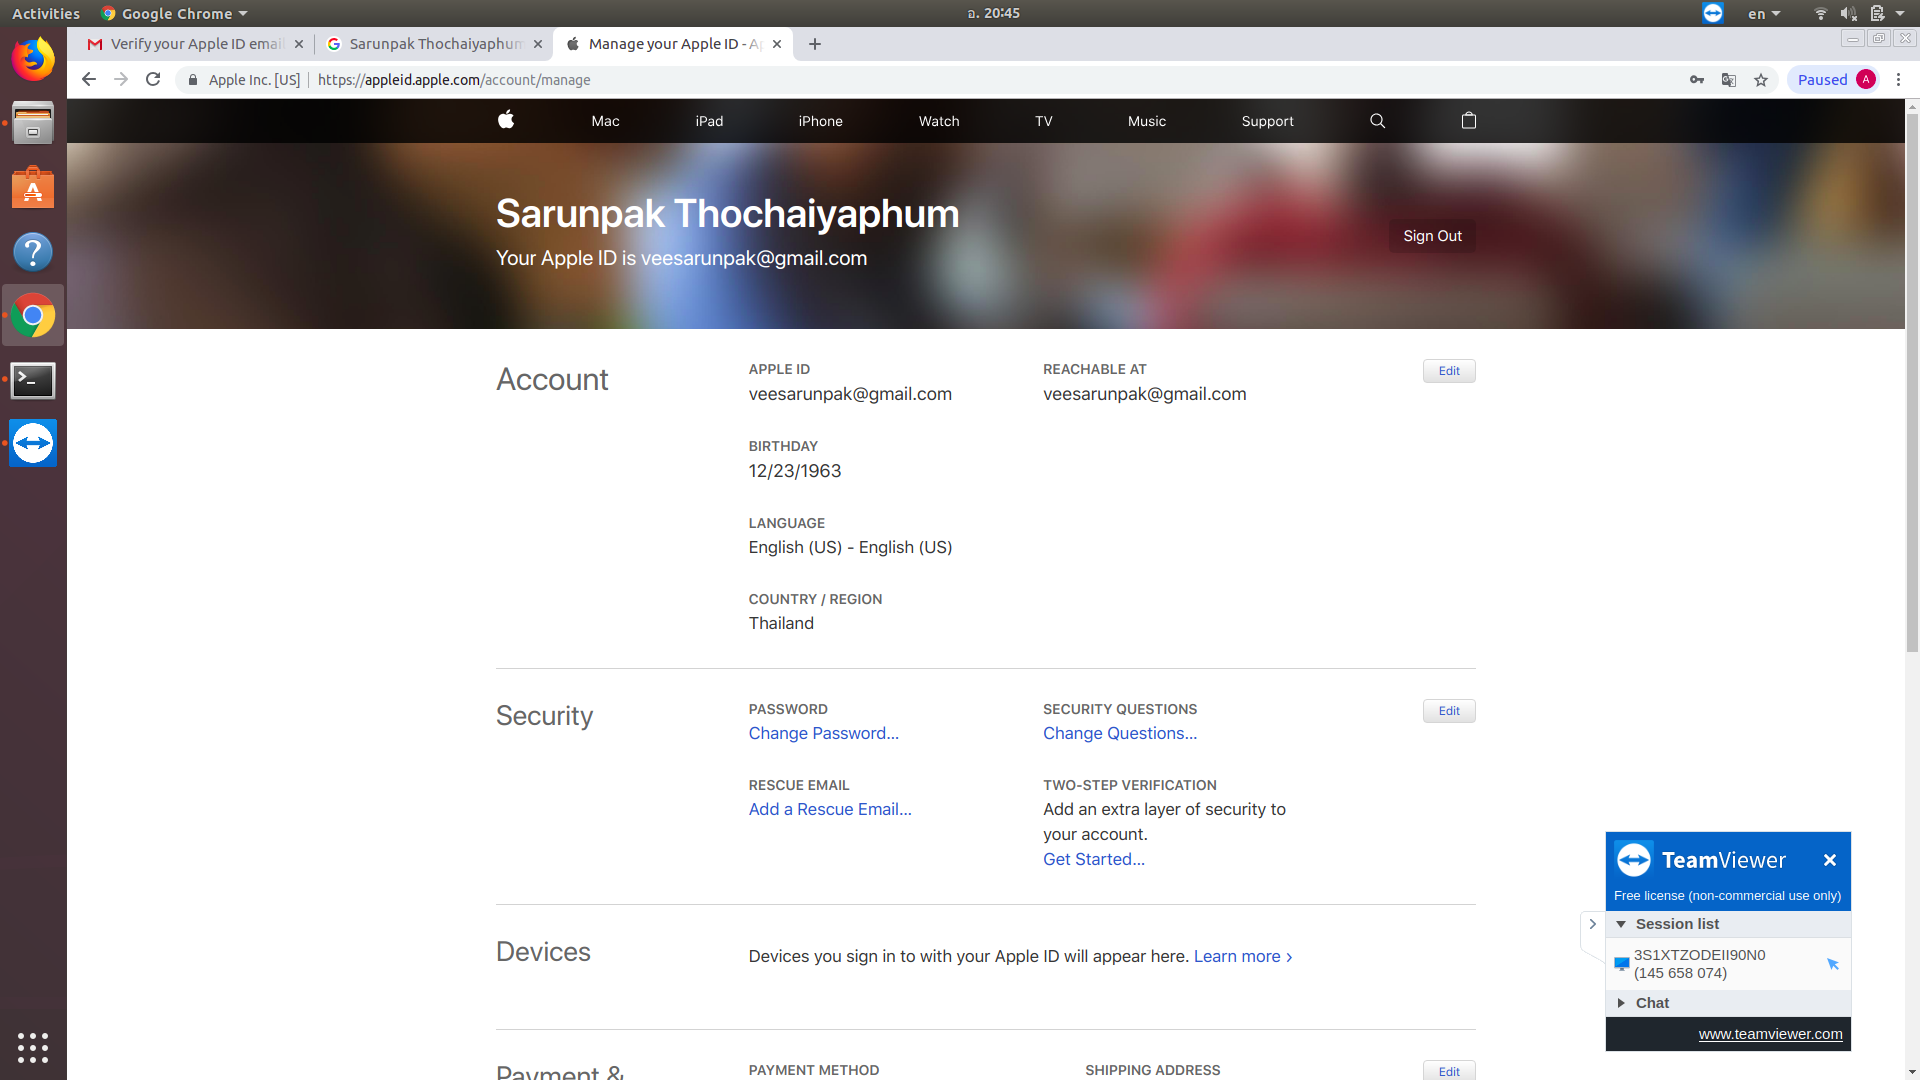 Activities
Google Chrome
อ. 20:45
en
Verify your Apple ID email
Sarunpak Thochaiyaphum
Manage your Apple ID - Ap
Apple Inc. [US]
https://appleid.apple.com/account/manage
Paused
A
Mac
iPad
iPhone
Watch
TV
Music
Support
Sarunpak Thochaiyaphum
Your Apple ID is veesarunpak@gmail.com
Sign Out
Account
APPLE ID
veesarunpak@gmail.com
REACHABLE AT
veesarunpak@gmail.com
Edit
BIRTHDAY
12/23/1963
LANGUAGE
English (US) - English (US)
COUNTRY / REGION
Thailand
Security
PASSWORD
Change Password...
SECURITY QUESTIONS
Change Questions...
Edit
RESCUE EMAIL
Add a Rescue Email...
TWO-STEP VERIFICATION
Add an extra layer of security to
your account.
Get Started...
Devices
Devices you sign in to with your Apple ID will appear here. Learn more ›
Payment &
PAYMENT METHOD
SHIPPING ADDRESS
Edit
TeamViewer
Free license (non-commercial use only)
Session list
3S1XTZODEII90N0
(145 658 074)
Chat
www.teamviewer.com